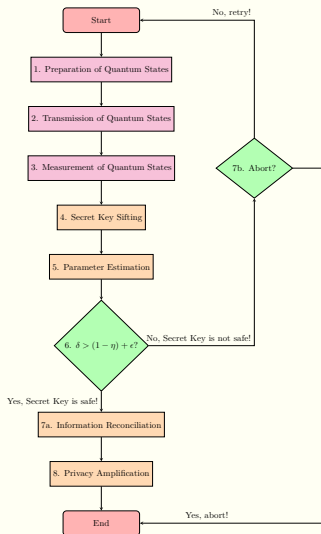 Start
No, retry!
1. Preparation of Quantum States
2. Transmission of Quantum States
3. Measurement of Quantum States
7b. Abort?
4. Secret Key Sifting
5. Parameter Estimation
6. δ > (1 − η) + ϵ?
No, Secret Key is not safe!
Yes, Secret Key is safe!
7a. Information Reconciliation
8. Privacy Amplification
Yes, abort!
End